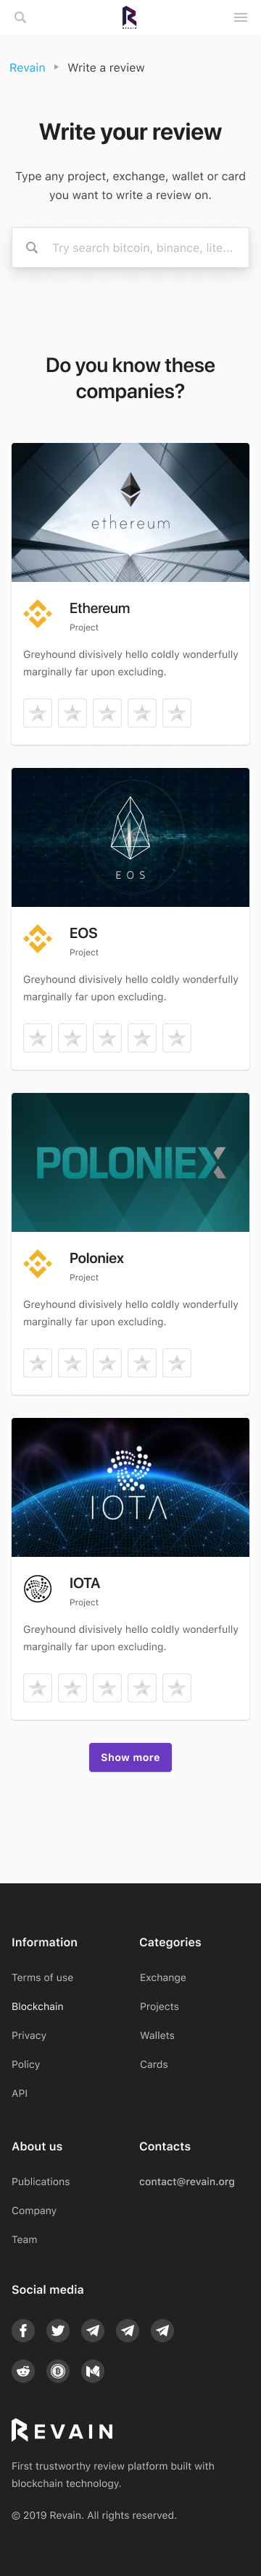 REVAIN
Revain ▸ Write a review
Write your review
Type any project, exchange, wallet or card
you want to write a review on.
Try search bitcoin, binance, lite...
Do you know these
companies?
ethereum
Ethereum
Project
Greyhound divisively hello coldly wonderfully
marginally far upon excluding.
EOS
EOS
Project
Greyhound divisively hello coldly wonderfully
marginally far upon excluding.
POLONIEX
Poloniex
Project
Greyhound divisively hello coldly wonderfully
marginally far upon excluding.
IOTA
IOTA
Project
Greyhound divisively hello coldly wonderfully
marginally far upon excluding.
Show more
Information
Terms of use
Blockchain
Privacy
Policy
API
Categories
Exchange
Projects
Wallets
Cards
About us
Publications
Company
Team
Contacts
contact@revain.org
Social media
REVAIN
First trustworthy review platform built with
blockchain technology.
© 2019 Revain. All rights reserved.